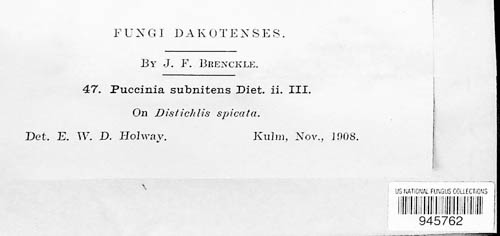 FUNGI DAKOTENSES.
By J. F. Brenckle.
47. Puccinia subnitens Diet. ii. III.
On Distichlis spicata.
Det. E. W. D. Holway. Kulm, Nov., 1908.
US NATIONAL FUNGUS COLLECTIONS
945762